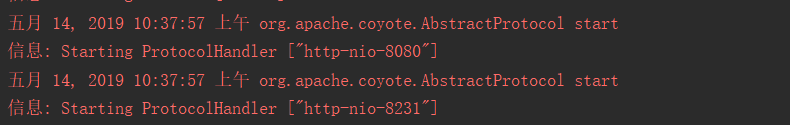 五月 14, 2019 10:37:57 上午 org.apache.coyote.AbstractProtocol start
信息: Starting ProtocolHandler ["http-nio-8080"]
五月 14, 2019 10:37:57 上午 org.apache.coyote.AbstractProtocol start
信息: Starting ProtocolHandler ["http-nio-8231"]